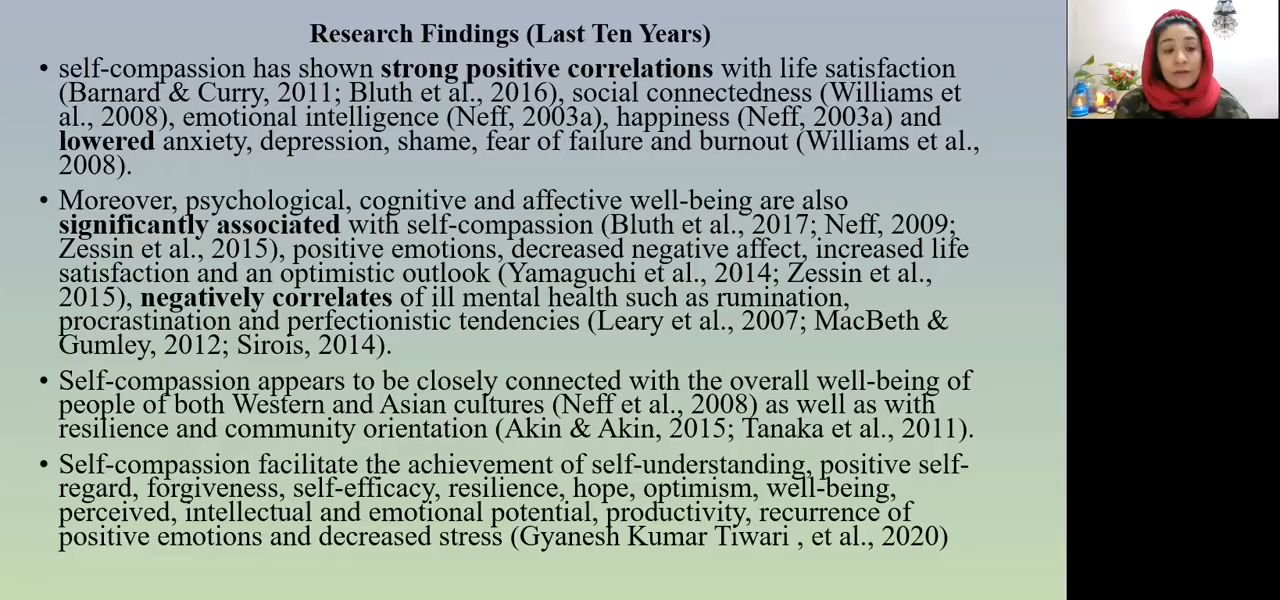 Research Findings (Last Ten Years)
• self-compassion has shown strong positive correlations with life satisfaction
(Barnard & Curry, 2011; Bluth et al., 2016), social connectedness (Williams et
al., 2008), emotional intelligence (Neff, 2003a), happiness (Neff, 2003a) and
lowered anxiety, depression, shame, fear of failure and burnout (Williams et al.,
2008).
• Moreover, psychological, cognitive and affective well-being are also
significantly associated with self-compassion (Bluth et al., 2017; Neff, 2009;
Zessin et al., 2015), positive emotions, decreased negative affect, increased life
satisfaction and an optimistic outlook (Yamaguchi et al., 2014; Zessin et al.,
2015), negatively correlates of ill mental health such as rumination,
procrastination and perfectionistic tendencies (Leary et al., 2007; MacBeth &
Gumley, 2012; Sirois, 2014).
• Self-compassion appears to be closely connected with the overall well-being of
people of both Western and Asian cultures (Neff et al., 2008) as well as with
resilience and community orientation (Akin & Akin, 2015; Tanaka et al., 2011).
• Self-compassion facilitate the achievement of self-understanding, positive self-
regard, forgiveness, self-efficacy, resilience, hope, optimism, well-being,
perceived, intellectual and emotional potential, productivity, recurrence of
positive emotions and decreased stress (Gyanesh Kumar Tiwari , et al., 2020)